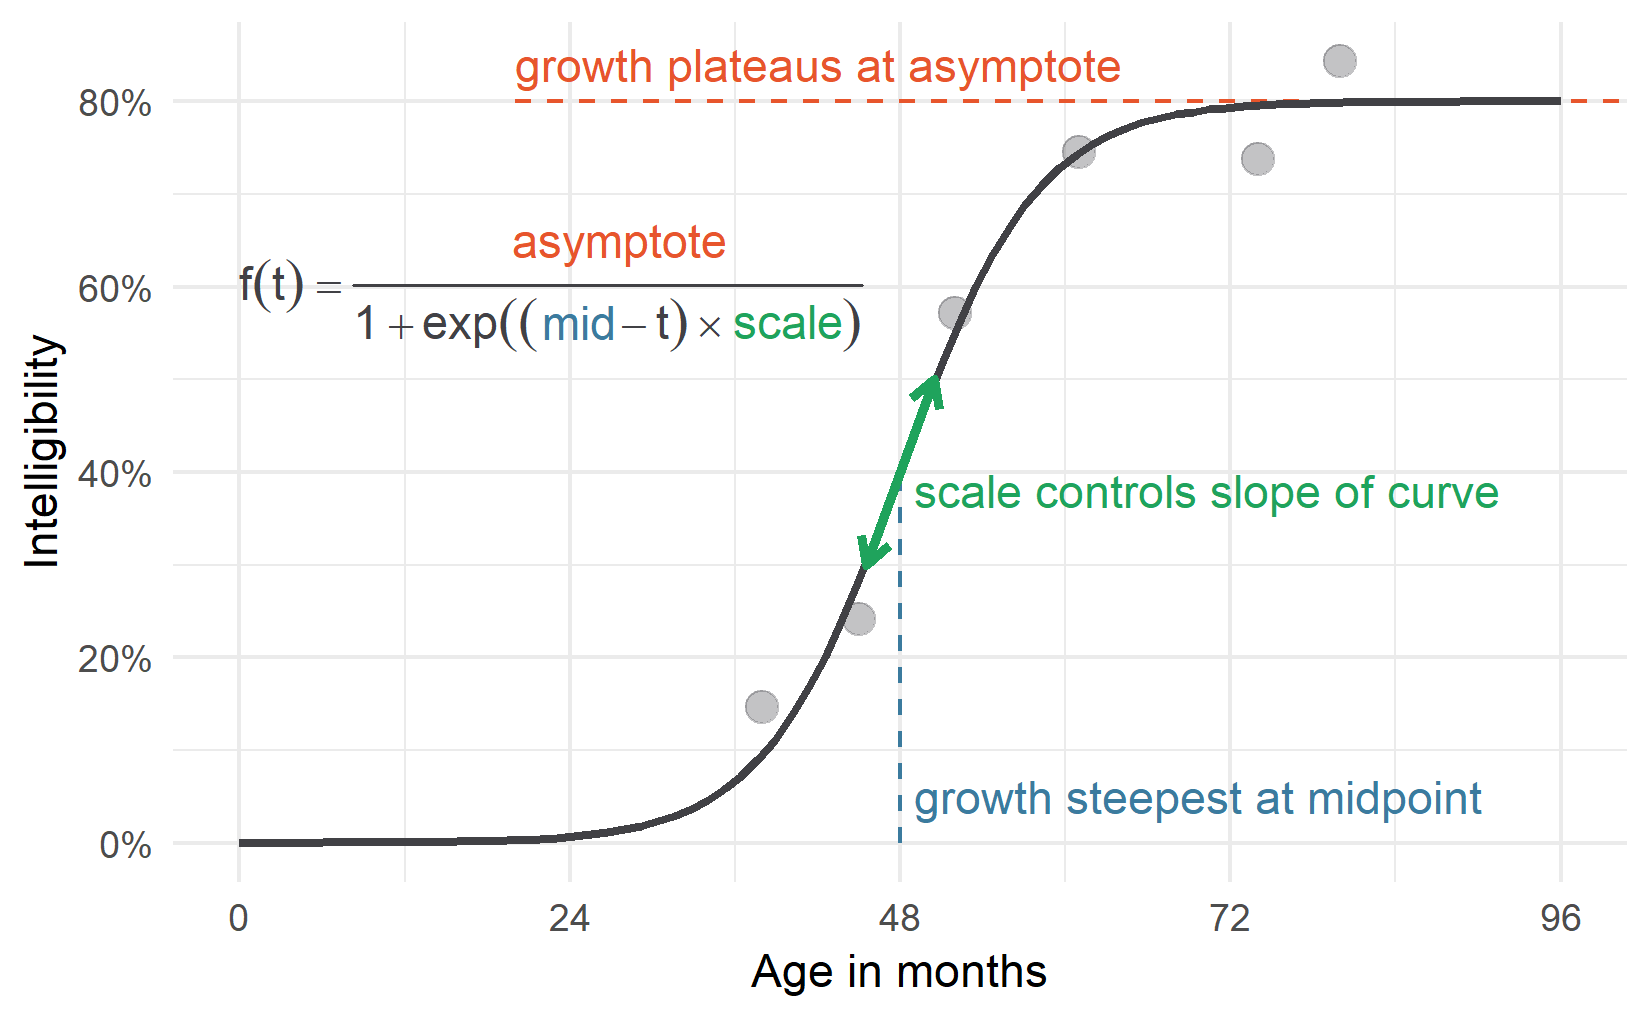 growth plateaus at asymptote
80%
asymptote
f(t) =
1 + exp((mid − t) × scale)
60%
Intelligibility
40%
scale controls slope of curve
20%
growth steepest at midpoint
0%
0 24 48 72 96
Age in months